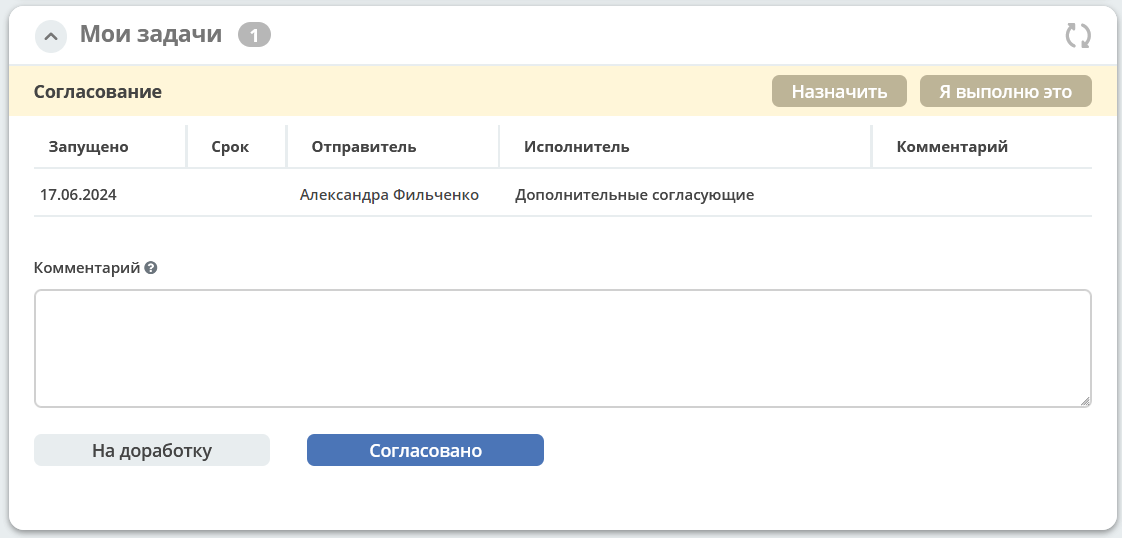 Мои задачи 1
Согласование Назначить Я выполню это
Запущено Срок Отправитель Исполнитель Комментарий
17.06.2024 Александра Фильченко Дополнительные согласующие
Комментарий ?
На доработку Согласовано